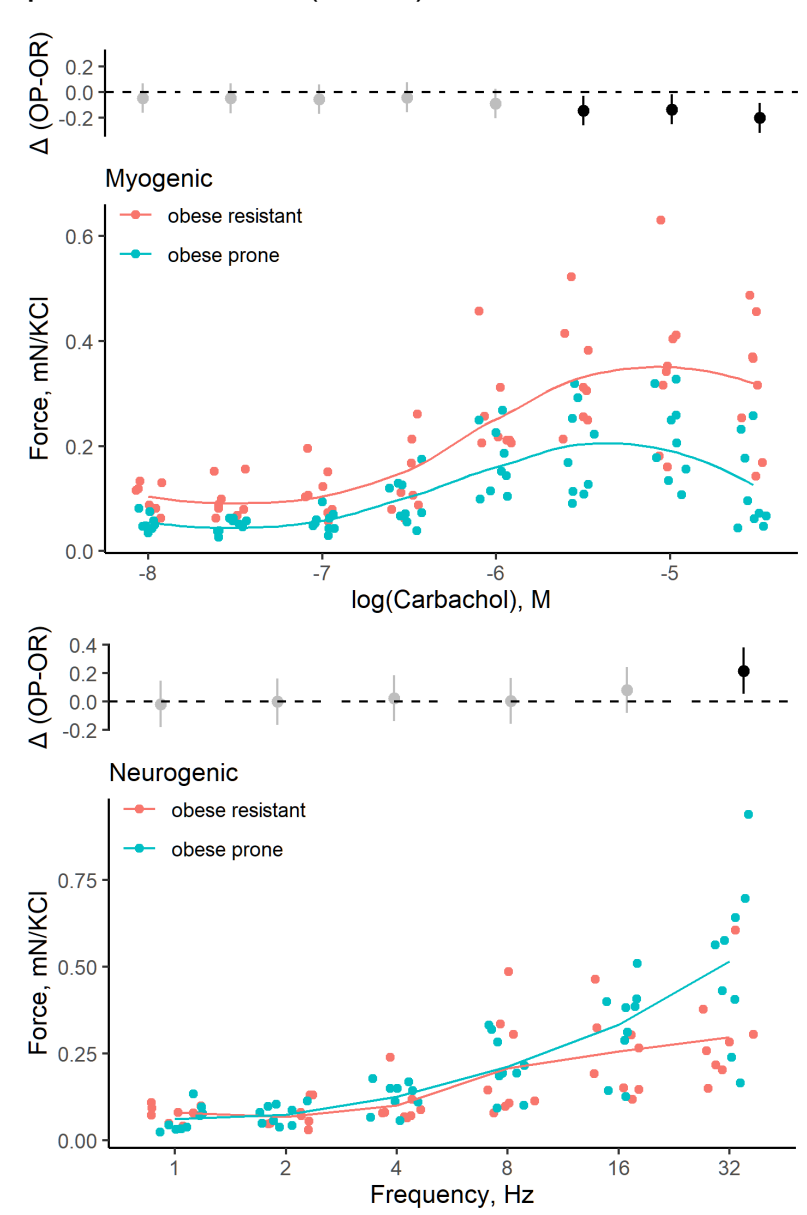 Δ (OP-OR)
0.2
0.0
-0.2
Myogenic
obese resistant
obese prone
Force, mN/KCl
0.6
0.4
0.2
0.0
-8 -7 -6 -5
log(Carbachol), M
Δ (OP-OR)
0.4
0.2
0.0
-0.2
Neurogenic
obese resistant
obese prone
Force, mN/KCl
0.75
0.50
0.25
0.00
1 2 4 8 16 32
Frequency, Hz